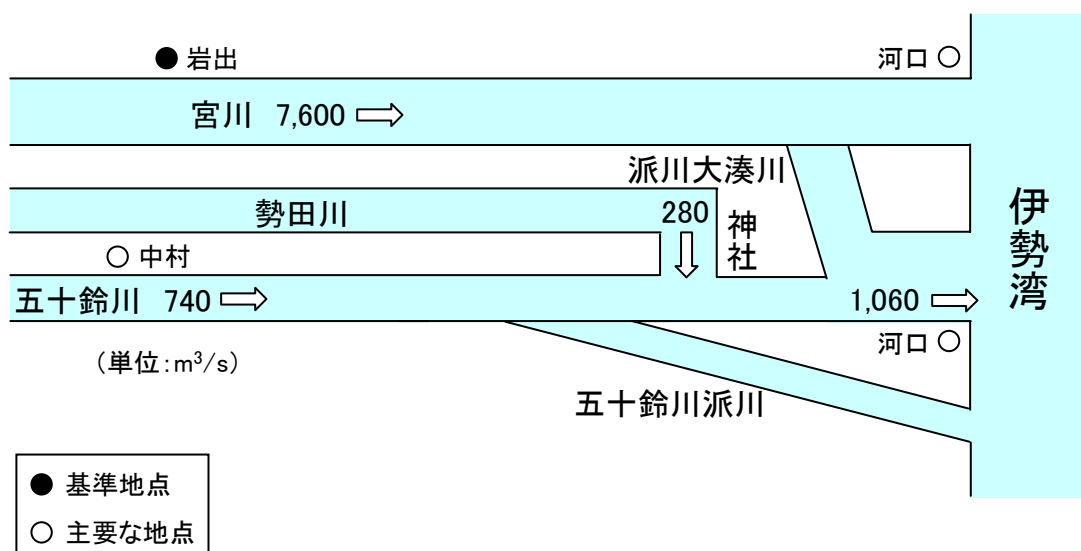 岩出
河口
宮川 7,600
派川大湊川
勢田川
280
神社
中村
伊勢湾
五十鈴川 740
1,060
河口
(単位:m³/s)
五十鈴川派川
基準地点
主要な地点